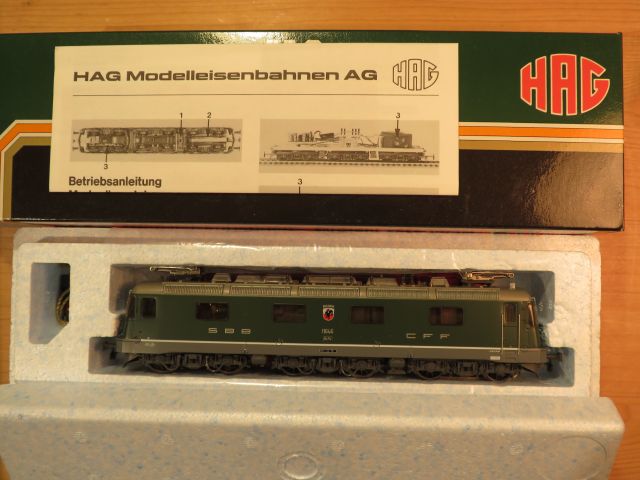 HAG Modelleisenbahnen AG HAG
HAG
1 2
3
3
Betriebsanleitung
3
SBB CFF